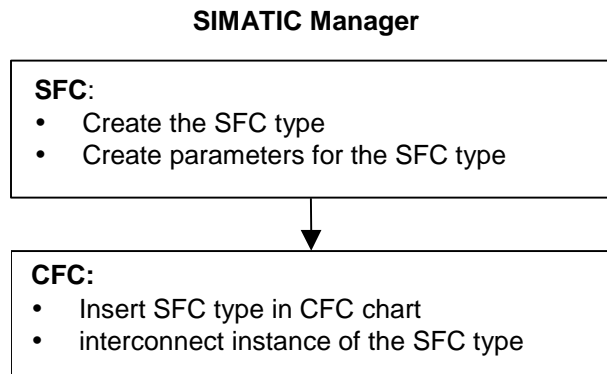 SIMATIC Manager
SFC:
• Create the SFC type
• Create parameters for the SFC type
CFC:
• Insert SFC type in CFC chart
• interconnect instance of the SFC type